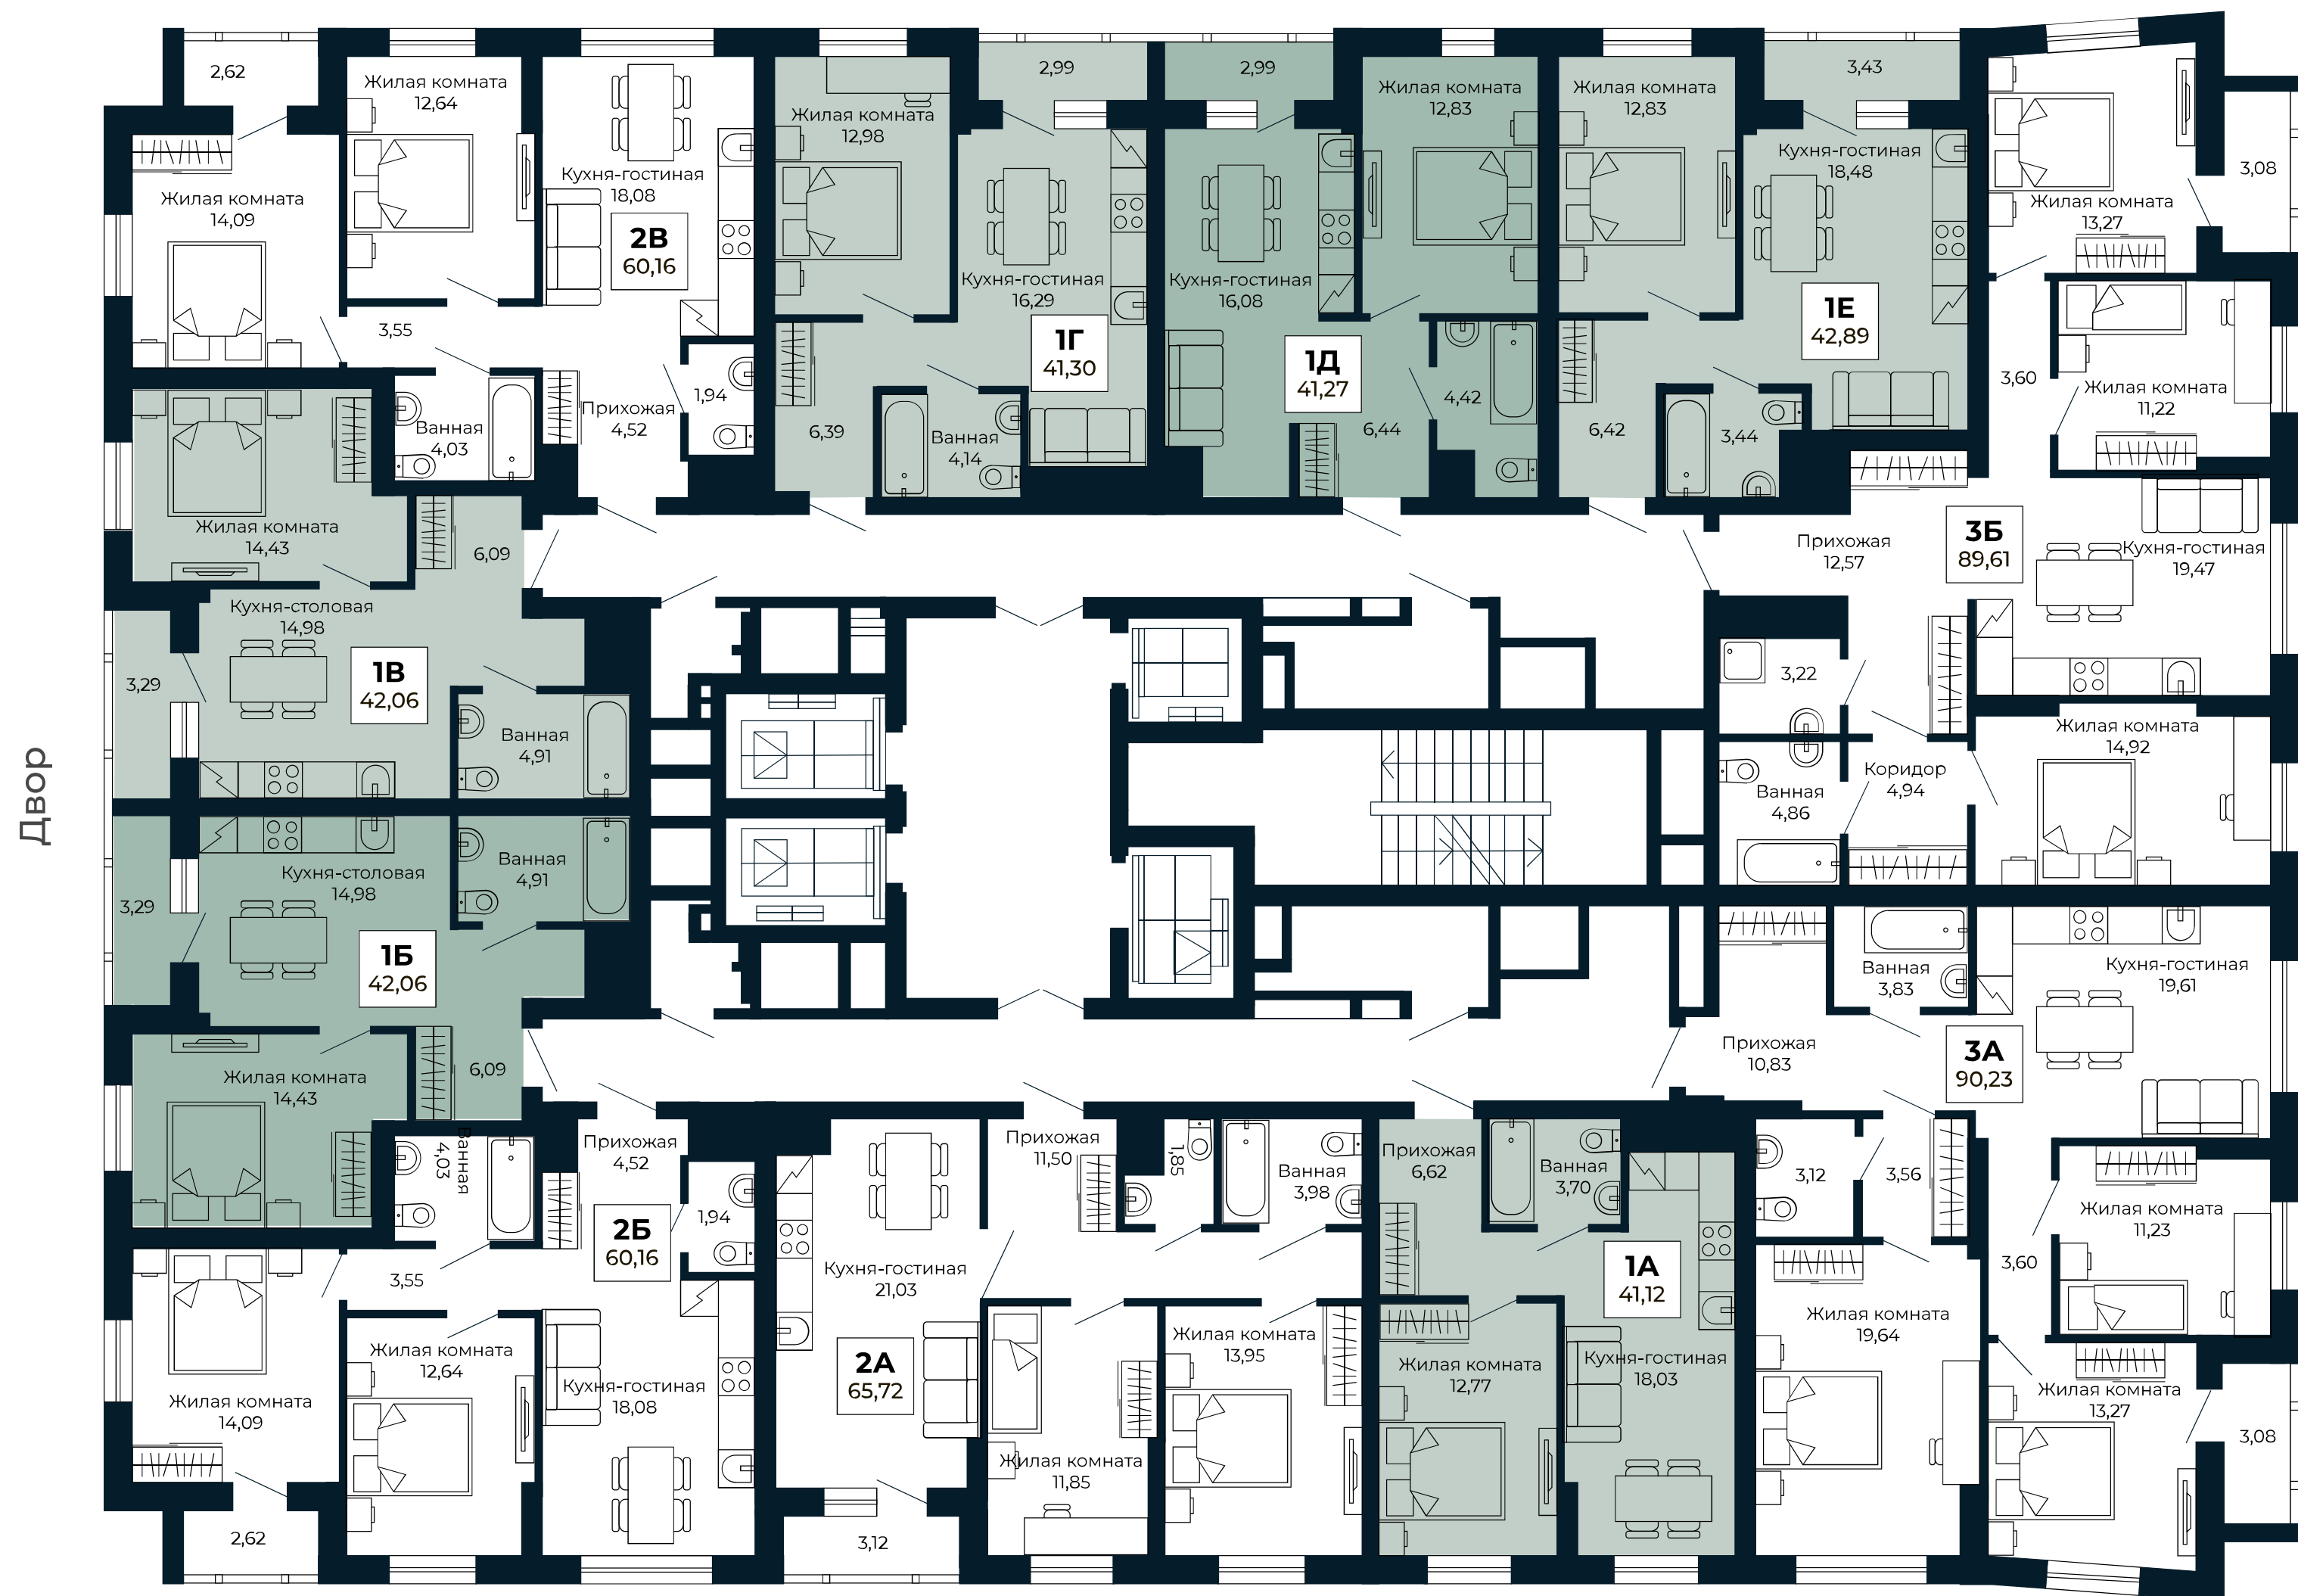 2,62
Жилая комната
14,09
Жилая комната
12,64
Кухня-гостиная
18,08
2В
60,16
3,55
Ванная
4,03
Прихожая
4,52
1,94
Жилая комната
12,98
2,99
Кухня-гостиная
16,29
1Г
41,30
6,39
Ванная
4,14
2,99
Кухня-гостиная
16,08
Жилая комната
12,83
1Д
41,27
6,44
4,42
Жилая комната
12,83
3,43
Кухня-гостиная
18,48
1Е
42,89
6,42
3,44
Жилая комната
13,27
3,08
3,60
Жилая комната
11,22
Прихожая
12,57
3Б
89,61
Кухня-гостиная
19,47
3,22
Жилая комната
14,92
Коридор
4,94
Ванная
4,86
Жилая комната
14,43
6,09
Кухня-столовая
14,98
3,29
1В
42,06
Ванная
4,91
Двор
Кухня-столовая
14,98
Ванная
4,91
3,29
1Б
42,06
Жилая комната
14,43
6,09
Ванная
4,03
Прихожая
4,52
2Б
60,16
1,94
3,55
Жилая комната
14,09
Жилая комната
12,64
Кухня-гостиная
18,08
2,62
Кухня-гостиная
21,03
2А
65,72
3,12
Прихожая
11,50
1,85
Ванная
3,98
Жилая комната
11,85
Жилая комната
13,95
Прихожая
6,62
Ванная
3,70
1А
41,12
Жилая комната
12,77
Кухня-гостиная
18,03
Прихожая
10,83
Ванная
3,83
Кухня-гостиная
19,61
3А
90,23
3,12
3,56
Жилая комната
19,64
3,60
Жилая комната
11,23
Жилая комната
13,27
3,08